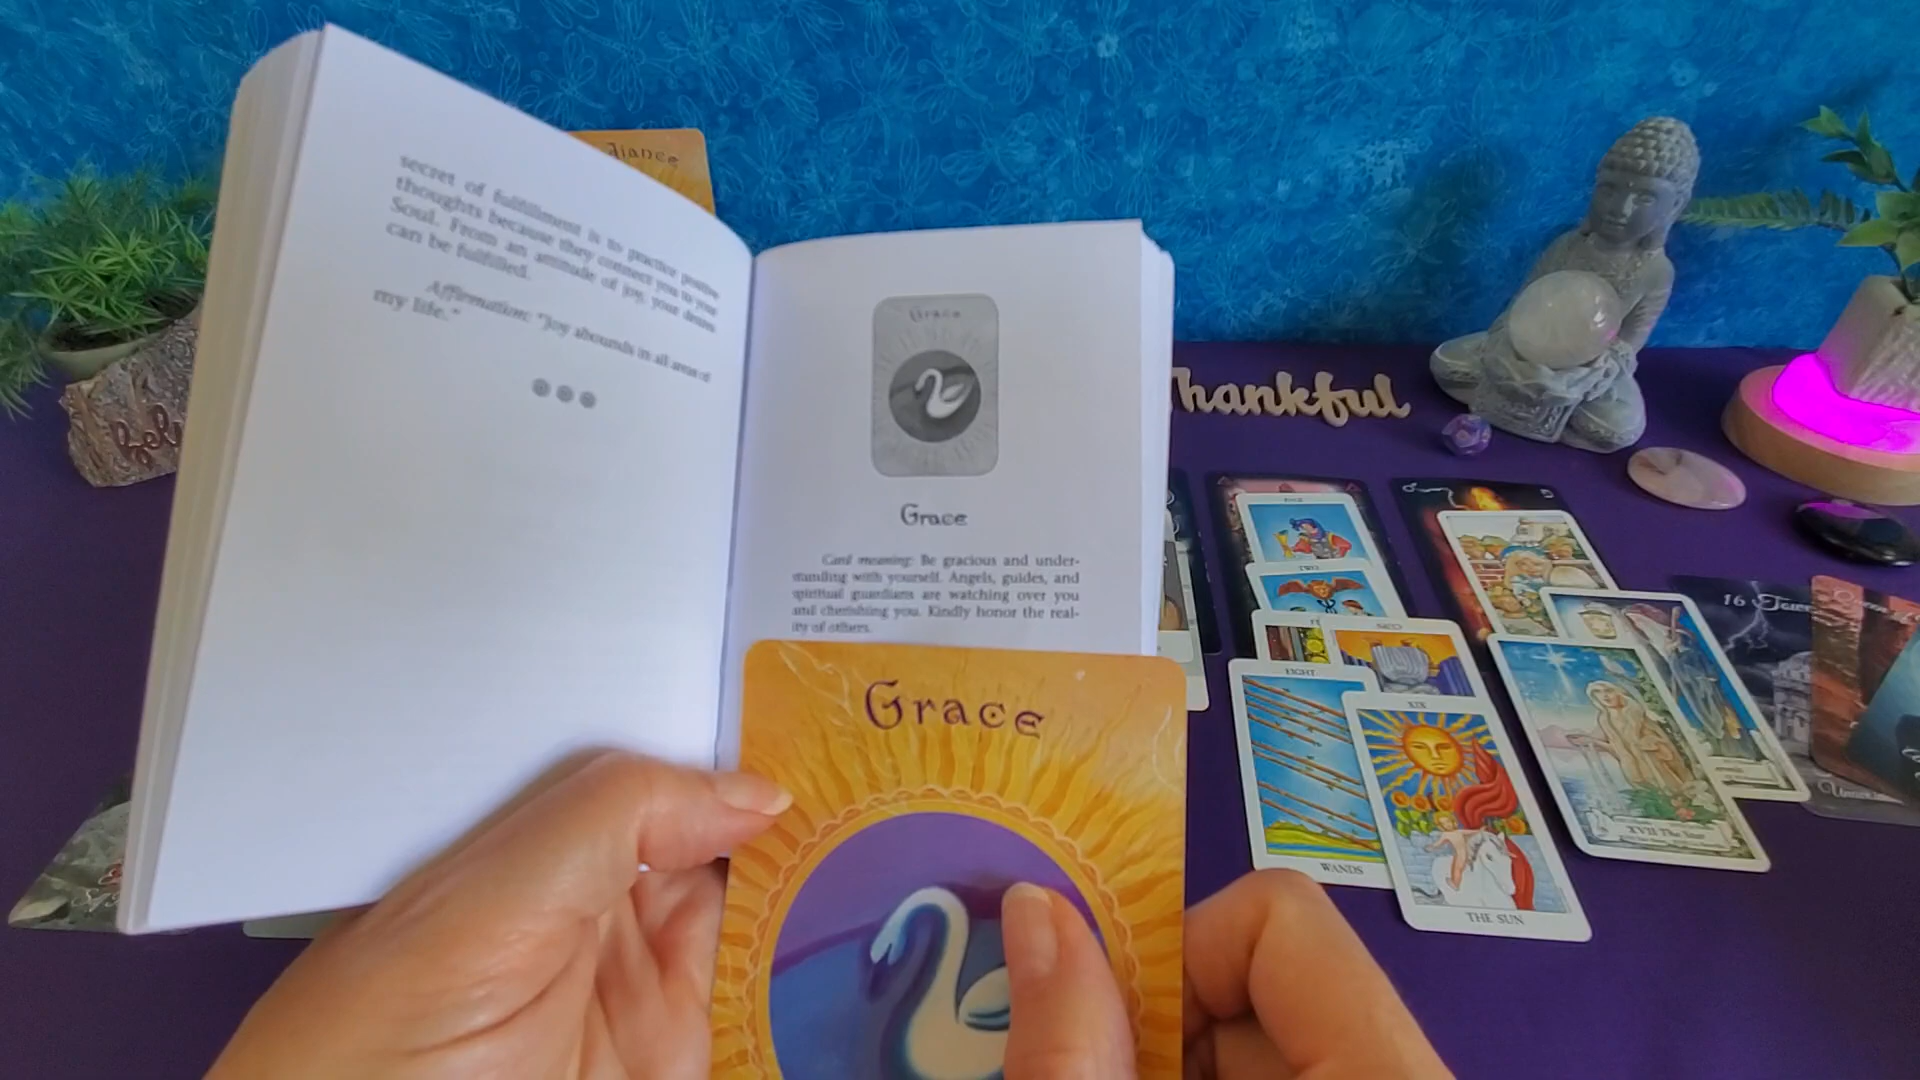 secret of fulfillment is to practice positive
thoughts because they connect you to your
Soul. From an attitude of joy, your desires
can be fulfilled.
Affirmation: "Joy abounds in all areas of
my life."
Grace
Grace
Card meaning: Be gracious and under-
standing with yourself. Angels, guides, and
spiritual guardians are watching over you
and cherishing you. Kindly honor the real-
ity of others.
Grace
Thankful
TWO
CUPS
EIGHT
WANDS
XIX
THE SUN
XVII The Star
16